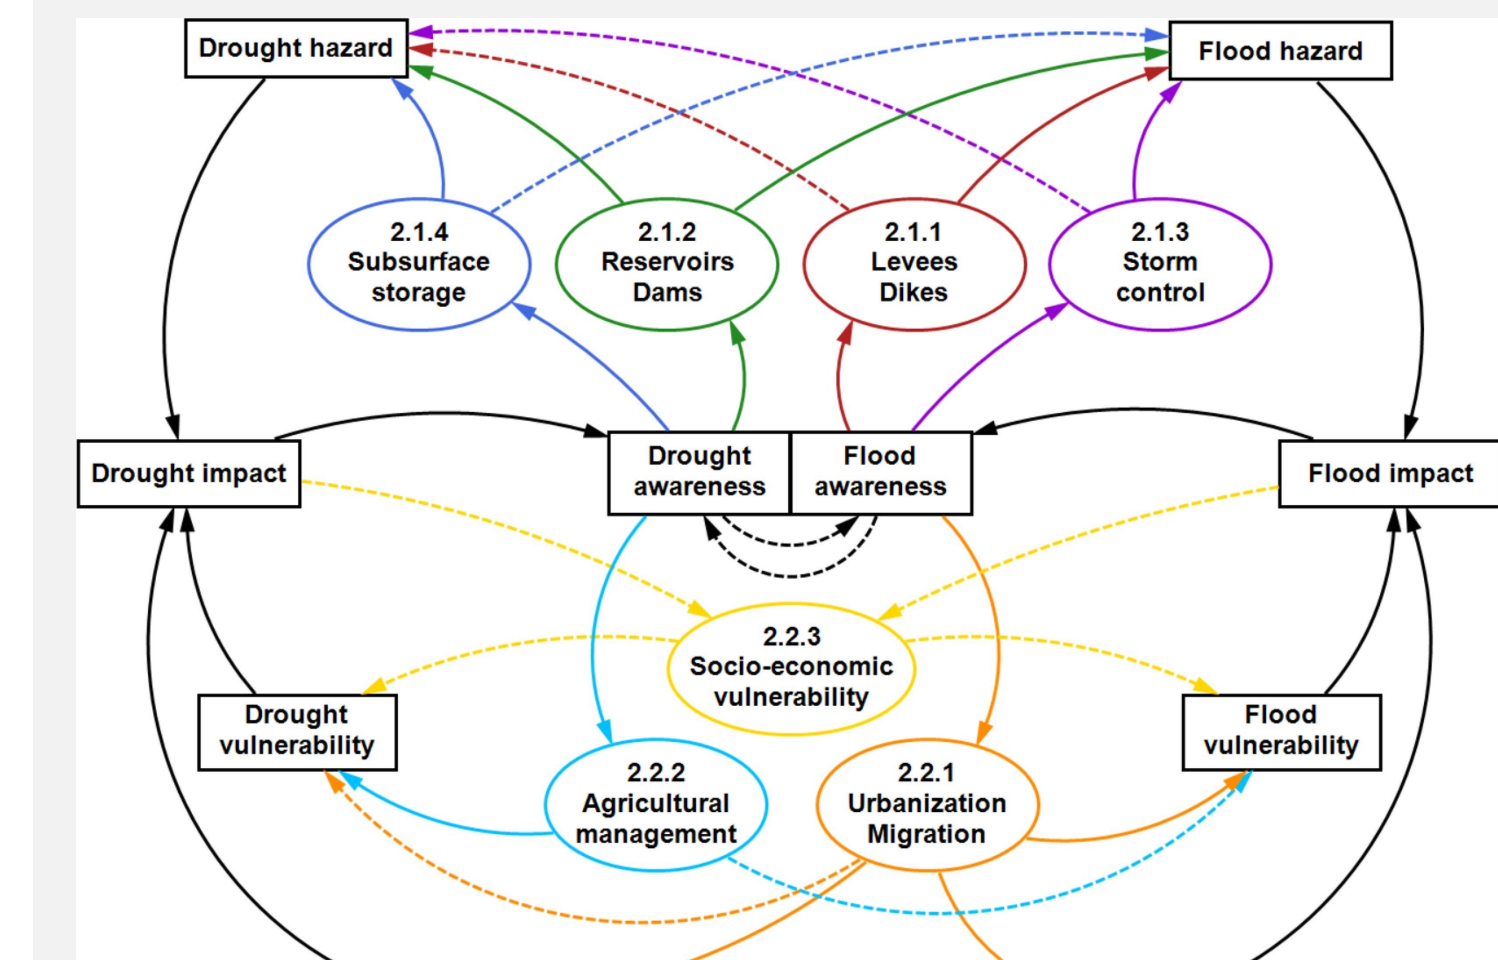 Drought hazard
Flood hazard
2.1.4
Subsurface
storage
2.1.2
Reservoirs
Dams
2.1.1
Levees
Dikes
2.1.3
Storm
control
Drought impact
Drought
awareness
Flood
awareness
Flood impact
2.2.3
Socio-economic
vulnerability
Drought
vulnerability
Flood
vulnerability
2.2.2
Agricultural
management
2.2.1
Urbanization
Migration